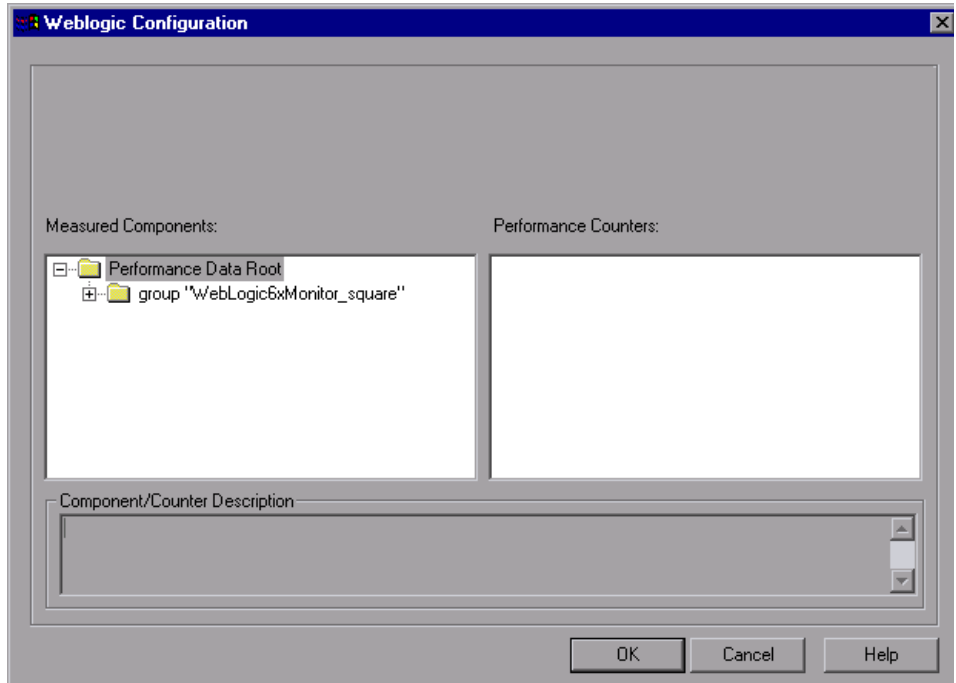 Weblogic Configuration
Measured Components:
Performance Counters:
Performance Data Root
group "WebLogic6xMonitor_square"
Component/Counter Description
OK
Cancel
Help